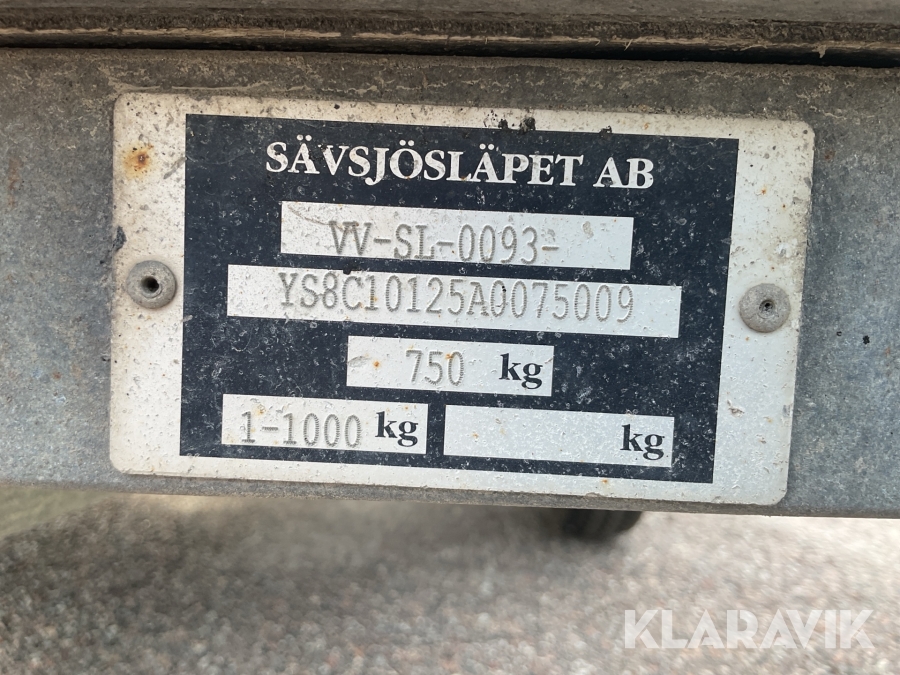 SÄVSJÖSLÄPET AB
VV-SL-0093-
YS8C10125A0075009
750 kg
1-1000 kg kg
KLARAVIK